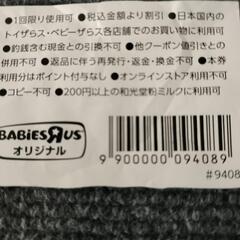 ●1回限り使用可 ●税込金額より割引 ●日本国内の
トイザらス・ベビーザらス各店舗でのお買い物に利用可
●釣銭含む現金との引換不可 ●他クーポン値引きとの
併用不可 ●返品に伴う再発行・返金・換金不可 ●本券
利用分はポイント付与なし ●オンラインストア利用不可
●コピー不可 ●200円以上の和光堂粉ミルクに利用可
BABIESRUS
オリジナル
9 900000 094089
#9408